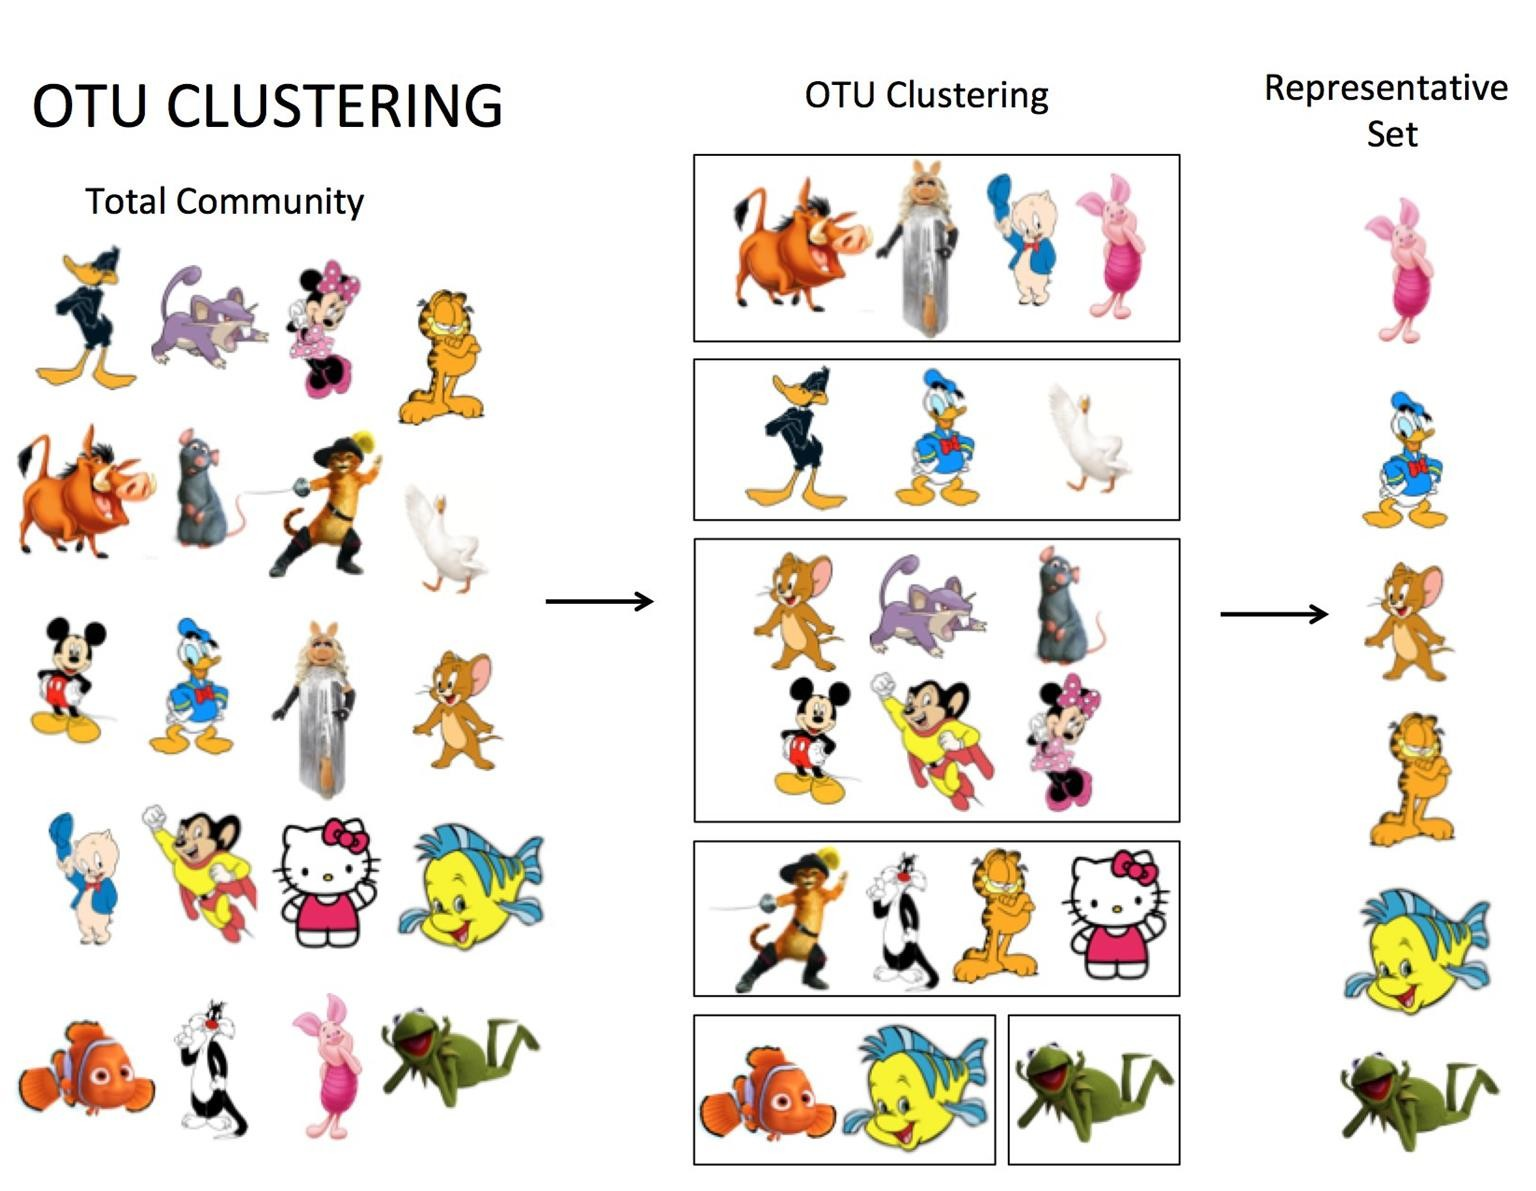 OTU CLUSTERING
Total Community
OTU Clustering
Representative
Set